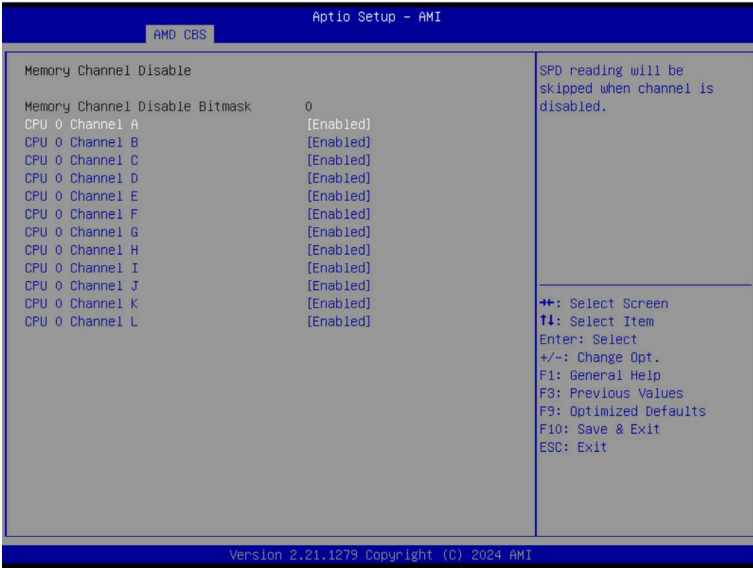 Aptio Setup – AMI
AMD CBS
Memory Channel Disable
Memory Channel Disable Bitmask 0
CPU 0 Channel A [Enabled]
CPU 0 Channel B [Enabled]
CPU 0 Channel C [Enabled]
CPU 0 Channel D [Enabled]
CPU 0 Channel E [Enabled]
CPU 0 Channel F [Enabled]
CPU 0 Channel G [Enabled]
CPU 0 Channel H [Enabled]
CPU 0 Channel I [Enabled]
CPU 0 Channel J [Enabled]
CPU 0 Channel K [Enabled]
CPU 0 Channel L [Enabled]
SPD reading will be
skipped when channel is
disabled.
→←: Select Screen
↑↓: Select Item
Enter: Select
+/-: Change Opt.
F1: General Help
F3: Previous Values
F9: Optimized Defaults
F10: Save & Exit
ESC: Exit
Version 2.21.1279 Copyright (C) 2024 AMI